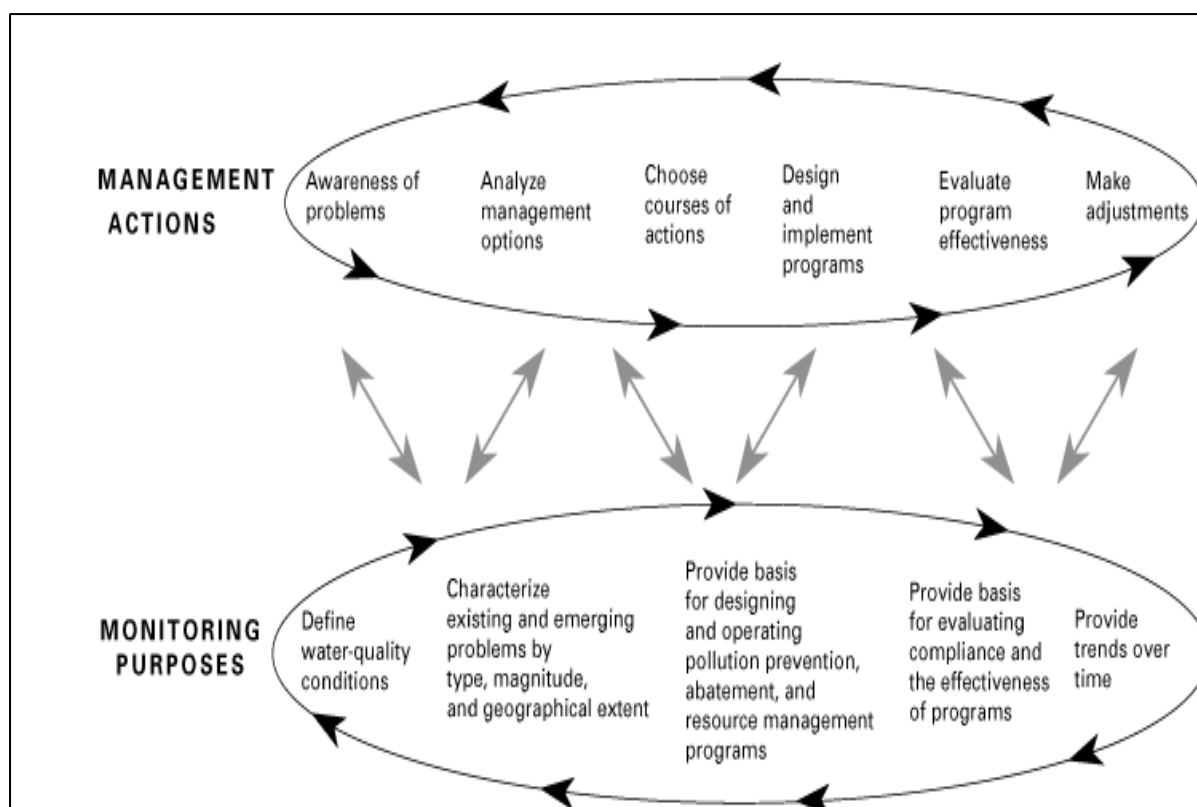 MANAGEMENT
ACTIONS
Awareness of
problems
Analyze
management
options
Choose
courses of
actions
Design
and
implement
programs
Evaluate
program
effectiveness
Make
adjustments
MONITORING
PURPOSES
Define
water-quality
conditions
Characterize
existing and emerging
problems by
type, magnitude,
and geographical extent
Provide basis
for designing
and operating
pollution prevention,
abatement, and
resource management
programs
Provide basis
for evaluating
compliance and
the effectiveness
of programs
Provide
trends over
time